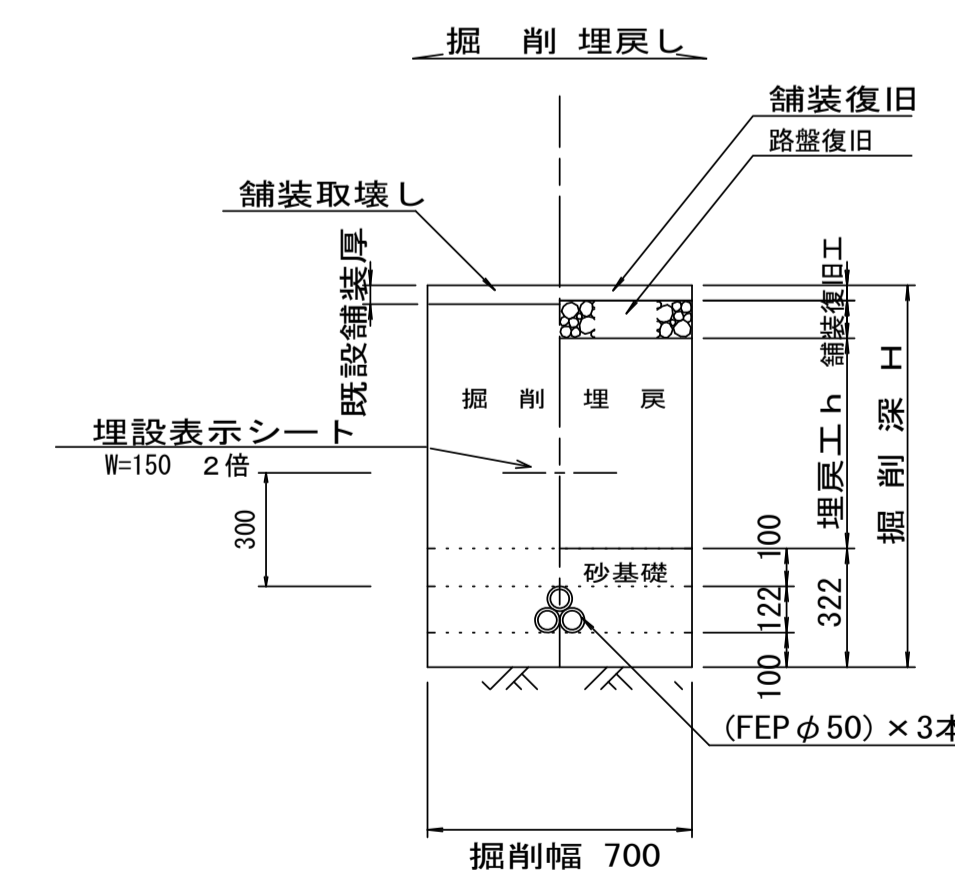 掘 削 埋戻し
舗装復旧
路盤復旧
舗装取壊し
既設舗装厚
舗装復旧工
掘 削 埋 戻
埋設表示シート
W=150 2倍
300
埋戻工h
掘 削 深 H
砂基礎
100
122
100
322
(FEPφ50)×3本
掘削幅 700